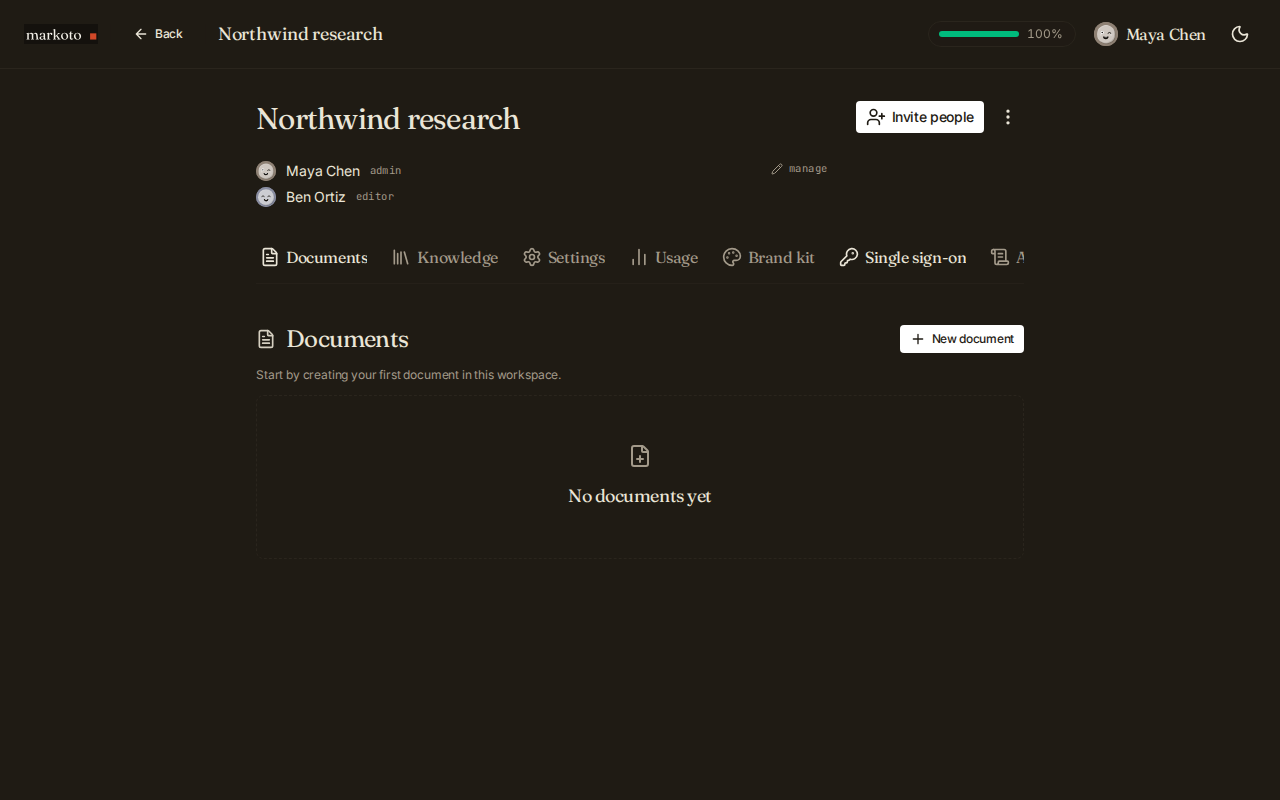 markoto
Back
Northwind research
100%
Maya Chen
Northwind research
Invite people
Maya Chen admin
manage
Ben Ortiz editor
Documents Knowledge Settings Usage Brand kit Single sign-on
Documents
New document
Start by creating your first document in this workspace.
No documents yet